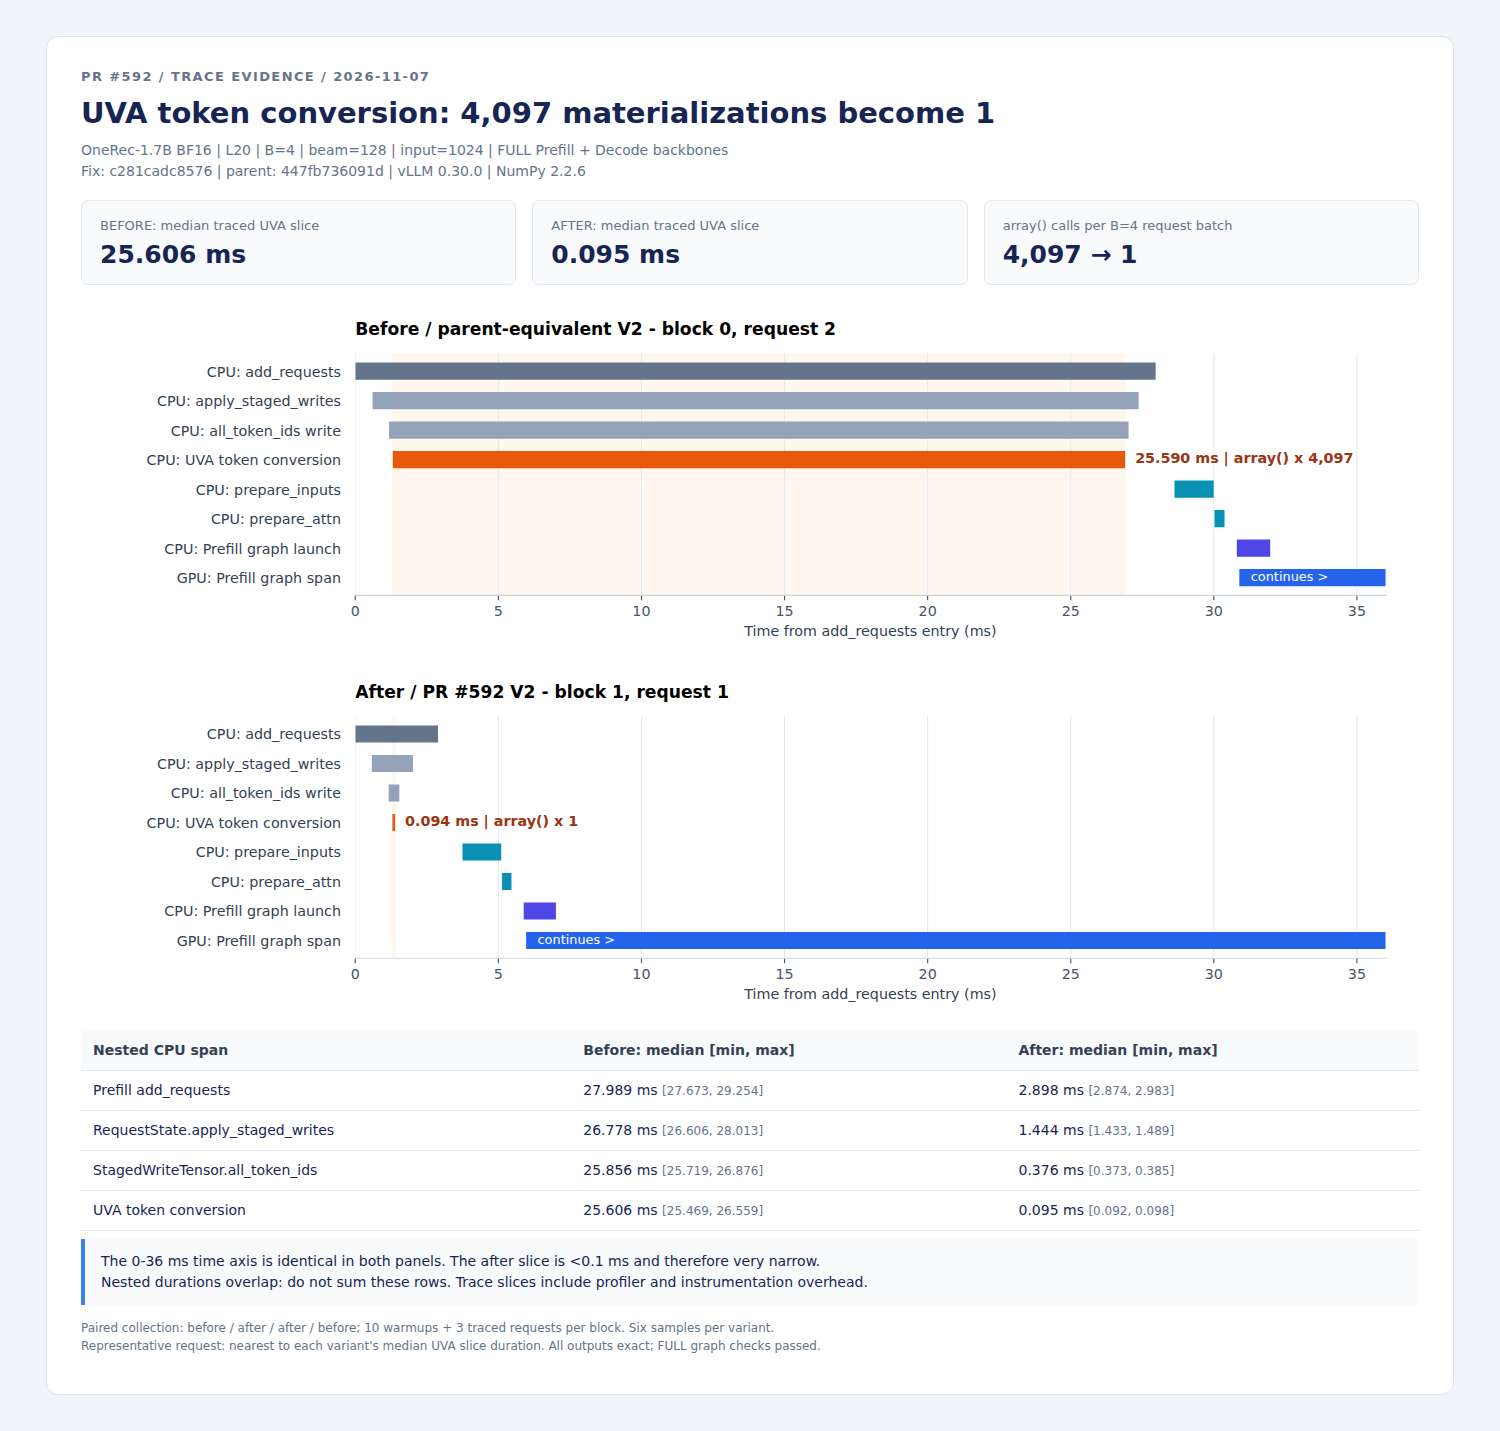 PR #592 / TRACE EVIDENCE / 2026-11-07
UVA token conversion: 4,097 materializations become 1
OneRec-1.7B BF16 | L20 | B=4 | beam=128 | input=1024 | FULL Prefill + Decode backbones
Fix: c281cadc8576 | parent: 447fb736091d | vLLM 0.30.0 | NumPy 2.2.6
BEFORE: median traced UVA slice
25.606 ms
AFTER: median traced UVA slice
0.095 ms
array() calls per B=4 request batch
4,097 → 1
Before / parent-equivalent V2 - block 0, request 2
CPU: add_requests
CPU: apply_staged_writes
CPU: all_token_ids write
CPU: UVA token conversion
25.590 ms | array() x 4,097
CPU: prepare_inputs
CPU: prepare_attn
CPU: Prefill graph launch
GPU: Prefill graph span
continues >
0 5 10 15 20 25 30 35
Time from add_requests entry (ms)
After / PR #592 V2 - block 1, request 1
CPU: add_requests
CPU: apply_staged_writes
CPU: all_token_ids write
CPU: UVA token conversion
0.094 ms | array() x 1
CPU: prepare_inputs
CPU: prepare_attn
CPU: Prefill graph launch
GPU: Prefill graph span
continues >
0 5 10 15 20 25 30 35
Time from add_requests entry (ms)
Nested CPU span Before: median [min, max] After: median [min, max]
Prefill add_requests 27.989 ms [27.673, 29.254] 2.898 ms [2.874, 2.983]
RequestState.apply_staged_writes 26.778 ms [26.606, 28.013] 1.444 ms [1.433, 1.489]
StagedWriteTensor.all_token_ids 25.856 ms [25.719, 26.876] 0.376 ms [0.373, 0.385]
UVA token conversion 25.606 ms [25.469, 26.559] 0.095 ms [0.092, 0.098]
The 0-36 ms time axis is identical in both panels. The after slice is <0.1 ms and therefore very narrow.
Nested durations overlap: do not sum these rows. Trace slices include profiler and instrumentation overhead.
Paired collection: before / after / after / before; 10 warmups + 3 traced requests per block. Six samples per variant.
Representative request: nearest to each variant's median UVA slice duration. All outputs exact; FULL graph checks passed.